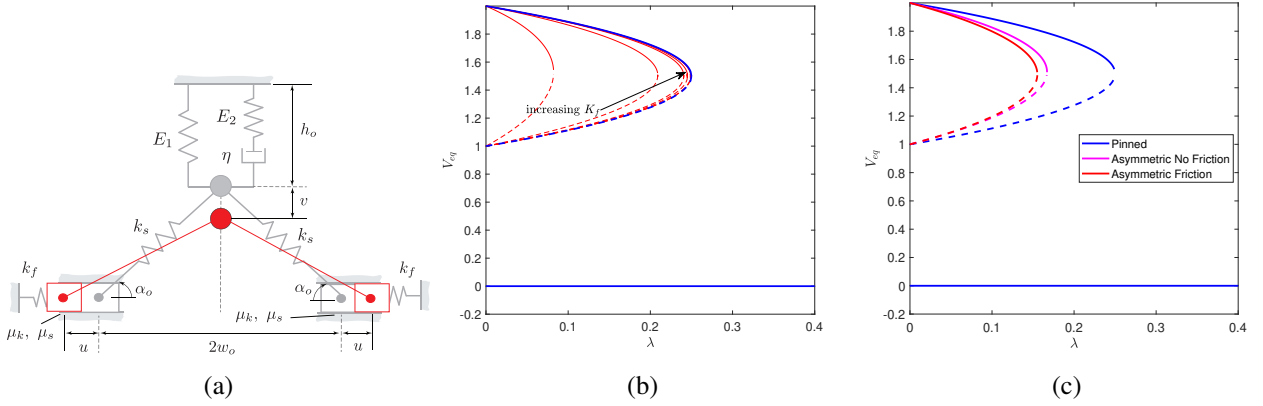 E_1
E_2
η
h_o
v
k_s
k_s
k_f
k_f
α_o
α_o
μ_k, μ_s
μ_k, μ_s
u
2w_o
u
(a)
V_eq
2
1.8
1.6
1.4
1.2
1
0.8
0.6
0.4
0.2
0
-0.2
0
0.1
0.2
0.3
0.4
λ
increasing K_f
(b)
V_eq
2
1.8
1.6
1.4
1.2
1
0.8
0.6
0.4
0.2
0
-0.2
0
0.1
0.2
0.3
0.4
λ
Pinned
Asymmetric No Friction
Asymmetric Friction
(c)